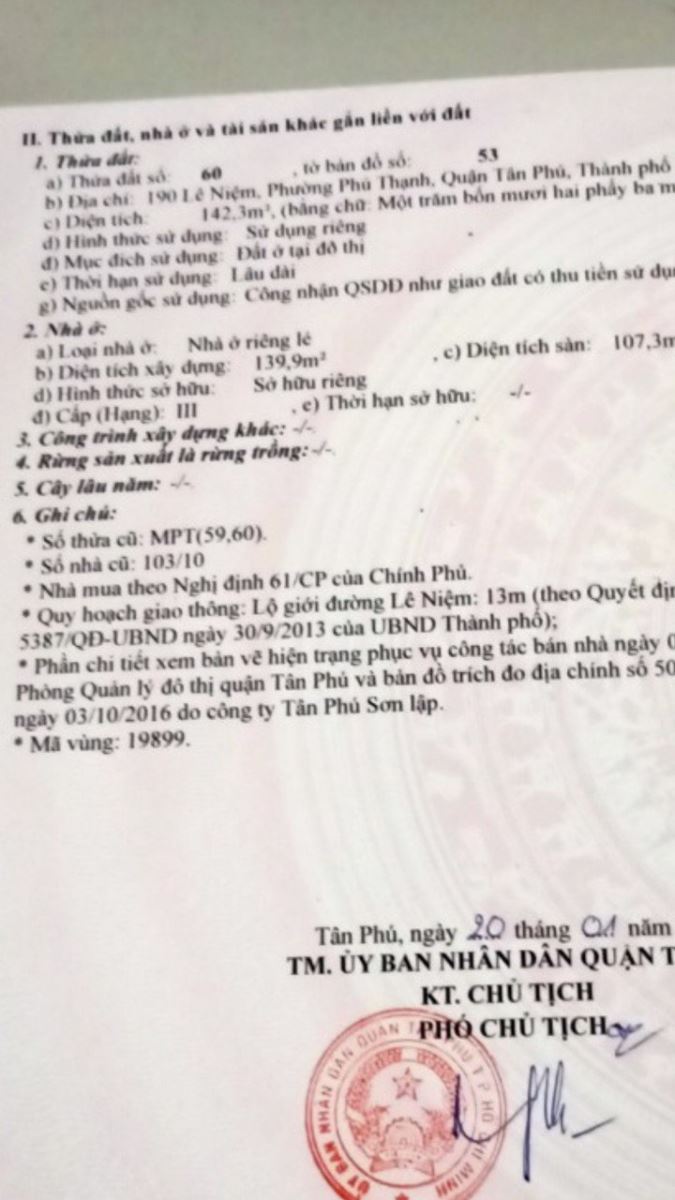 II. Thửa đất, nhà ở và tài sản khác gắn liền với đất
1. Thửa đất:
a) Thửa đất số: 60 , tờ bản đồ số: 53
b) Địa chỉ: 190 Lê Niệm, Phường Phú Thạnh, Quận Tân Phú, Thành phố
c) Diện tích: 142,3m², (bằng chữ: Một trăm bốn mươi hai phẩy ba m
d) Hình thức sử dụng: Sử dụng riêng
đ) Mục đích sử dụng: Đất ở tại đô thị
e) Thời hạn sử dụng: Lâu dài
g) Nguồn gốc sử dụng: Công nhận QSDĐ như giao đất có thu tiền sử dụ
2. Nhà ở:
a) Loại nhà ở: Nhà ở riêng lẻ
b) Diện tích xây dựng: 139,9m² , c) Diện tích sàn: 107,3m
d) Hình thức sở hữu: Sở hữu riêng
đ) Cấp (Hạng): III , e) Thời hạn sở hữu: -/-
3. Công trình xây dựng khác: -/-.
4. Rừng sản xuất là rừng trồng: -/-.
5. Cây lâu năm: -/-.
6. Ghi chú:
* Số thửa cũ: MPT(59,60).
* Số nhà cũ: 103/10
* Nhà mua theo Nghị định 61/CP của Chính Phủ.
* Quy hoạch giao thông: Lộ giới đường Lê Niệm: 13m (theo Quyết địn
5387/QĐ-UBND ngày 30/9/2013 của UBND Thành phố);
* Phần chi tiết xem bản vẽ hiện trạng phục vụ công tác bán nhà ngày 0
Phòng Quản lý đô thị quận Tân Phú và bản đồ trích đo địa chính số 50
ngày 03/10/2016 do công ty Tân Phú Sơn lập.
* Mã vùng: 19899.
Tân Phú, ngày 20 tháng 01 năm
TM. ỦY BAN NHÂN DÂN QUẬN T
KT. CHỦ TỊCH
PHÓ CHỦ TỊCH
ỦY BAN NHÂN DÂN QUẬN TÂN PHÚ T.P HỒ CHÍ MINH